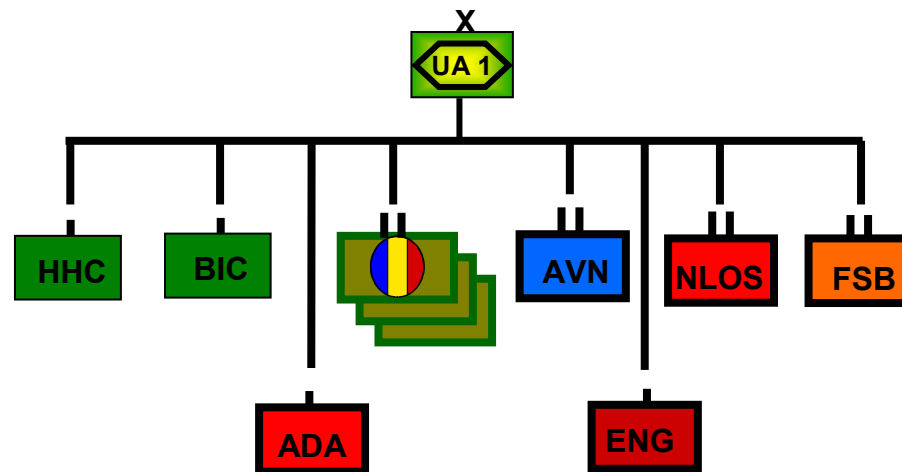 X
UA 1
HHC
BIC
AVN
NLOS
FSB
ADA
ENG